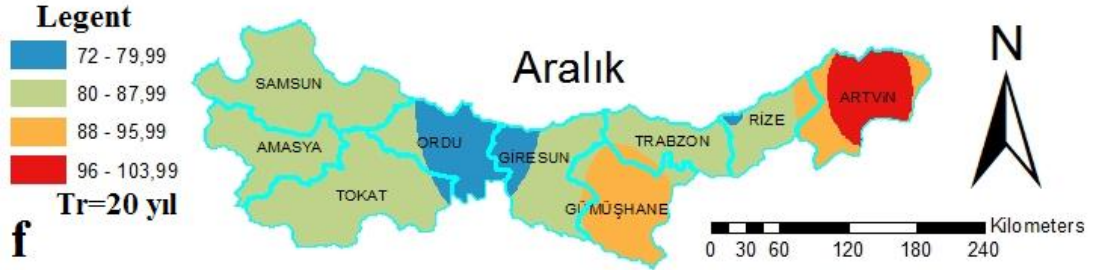 Legent
72 - 79,99
80 - 87,99
88 - 95,99
96 - 103,99
Tr=20 yıl
f
Aralık
N
SAMSUN
AMASYA
TOKAT
ORDU
GİRESUN
GÜMÜŞHANE
TRABZON
RİZE
ARTVİN
Kilometers
0 30 60 120 180 240